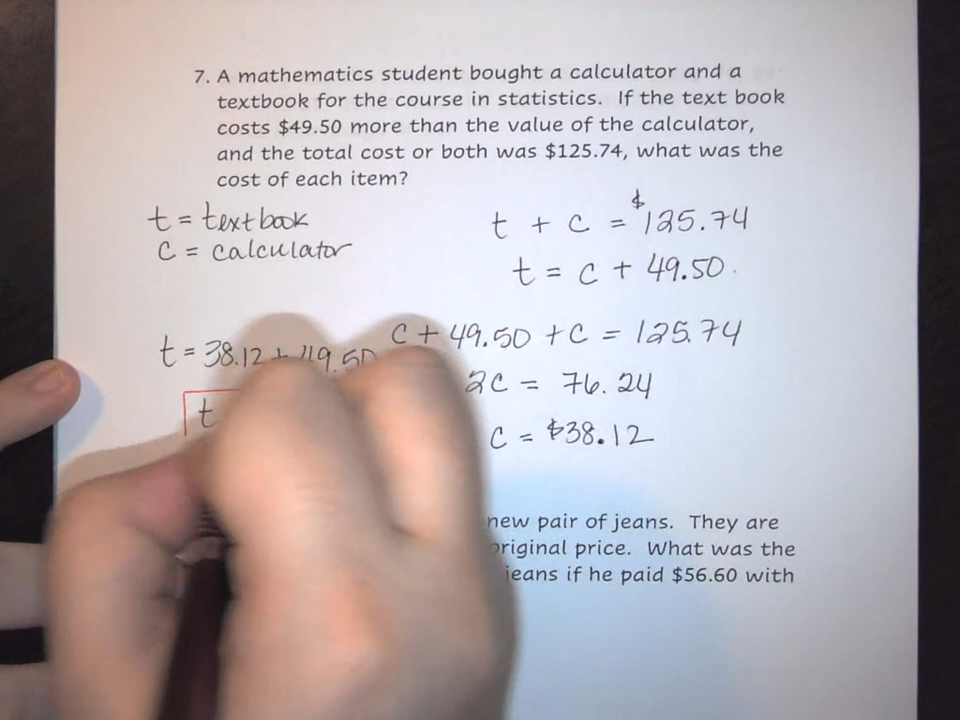 7. A mathematics student bought a calculator and a
textbook for the course in statistics. If the text book
costs $49.50 more than the value of the calculator,
and the total cost or both was $125.74, what was the
cost of each item?
t = textbook
c = calculator
t + c = $125.74
t = c + 49.50
c + 49.50 + c = 125.74
2c = 76.24
c = $38.12
t = 38.12 + 49.50
t
new pair of jeans. They are
original price. What was the
jeans if he paid $56.60 with